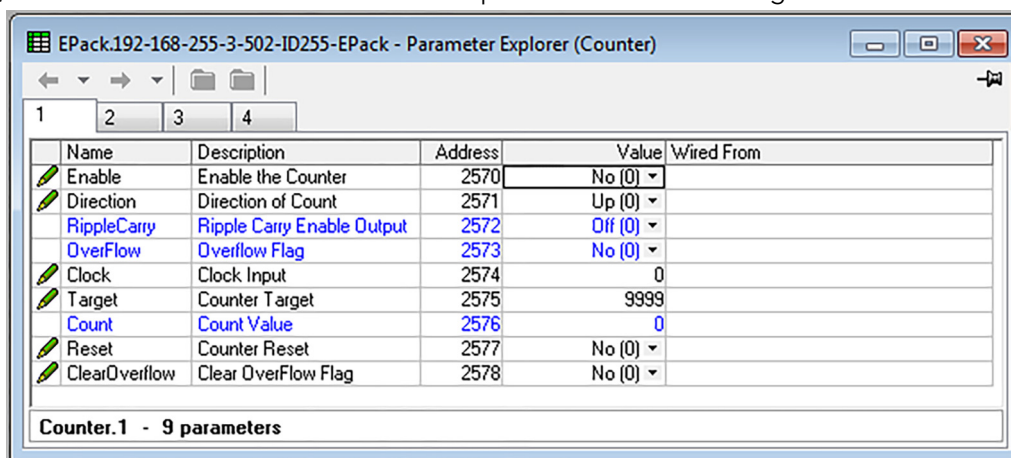 EPack.192-168-255-3-502-ID255-EPack - Parameter Explorer (Counter)
1 2 3 4
Name Description Address Value Wired From
Enable Enable the Counter 2570 No (0)
Direction Direction of Count 2571 Up (0)
RippleCarry Ripple Carry Enable Output 2572 Off (0)
OverFlow Overflow Flag 2573 No (0)
Clock Clock Input 2574 0
Target Counter Target 2575 9999
Count Count Value 2576 0
Reset Counter Reset 2577 No (0)
ClearOverflow Clear OverFlow Flag 2578 No (0)
Counter.1 - 9 parameters